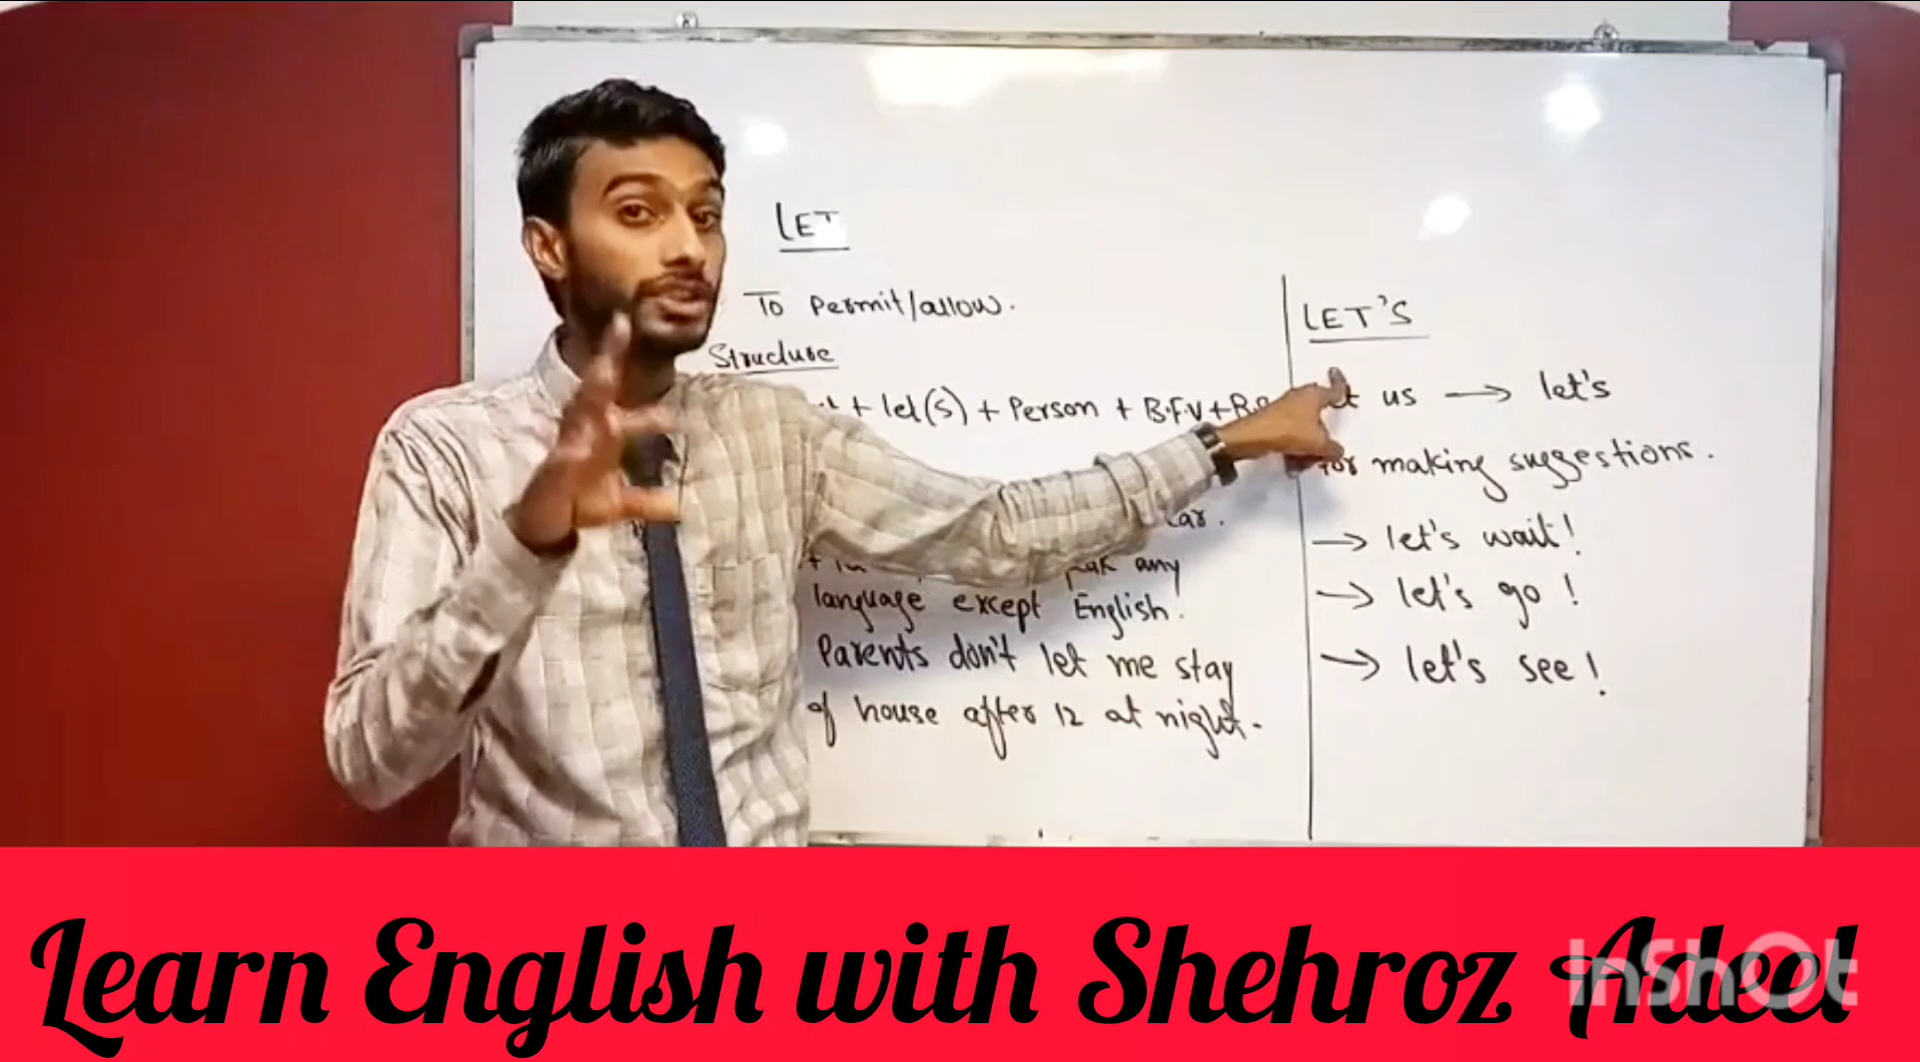 LET
To Permit/allow.
Structure
+ let(s) + Person + B.F.V+
car.
any
language except English!
Parents don't let me stay
of house after 12 at night.
LET'S
us → let's
for making suggestions.
→ let's wait!
→ let's go!
→ let's see!
Learn English with Shehroz Adeel
InShOt